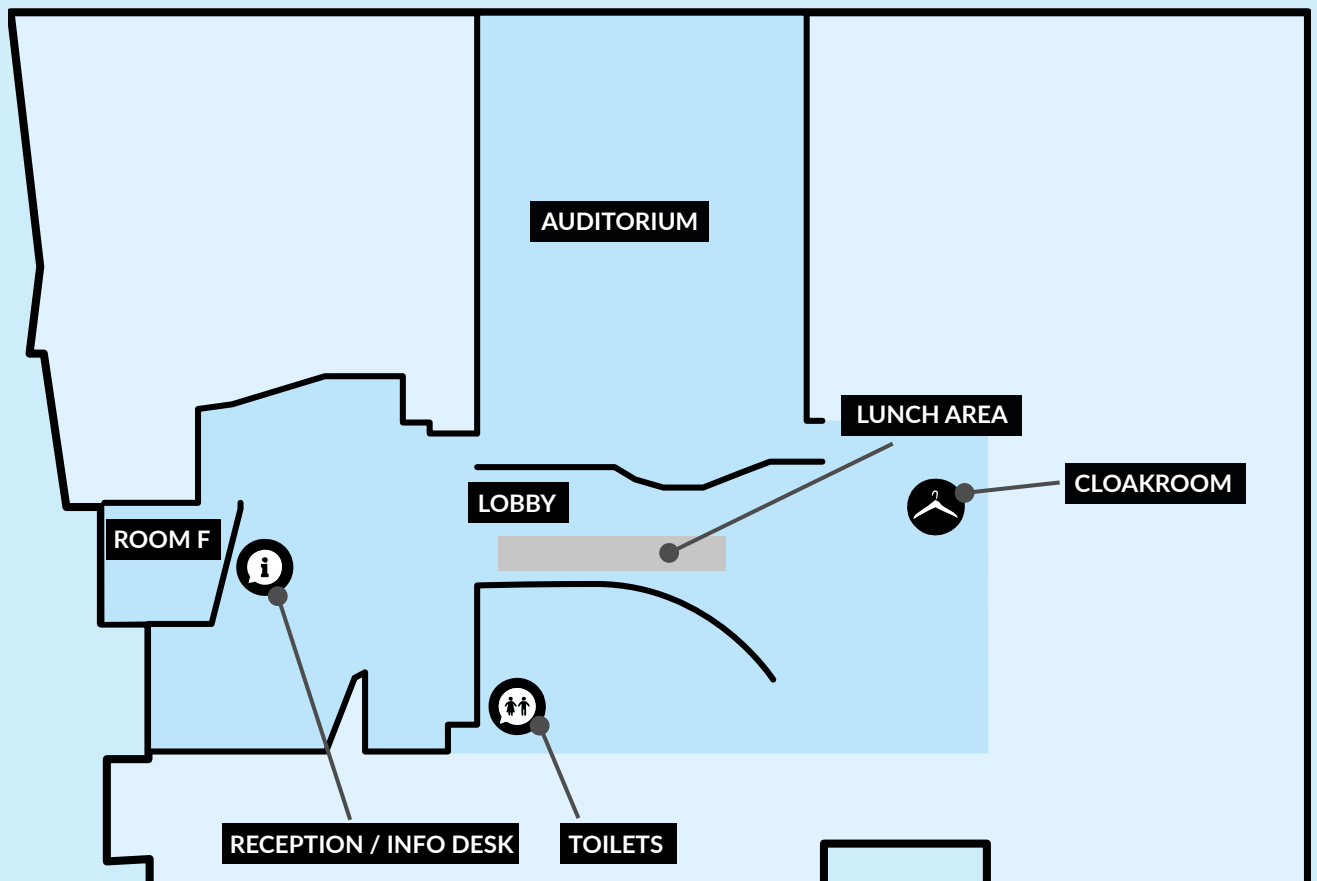 AUDITORIUM
LUNCH AREA
CLOAKROOM
LOBBY
ROOM F
RECEPTION / INFO DESK
TOILETS